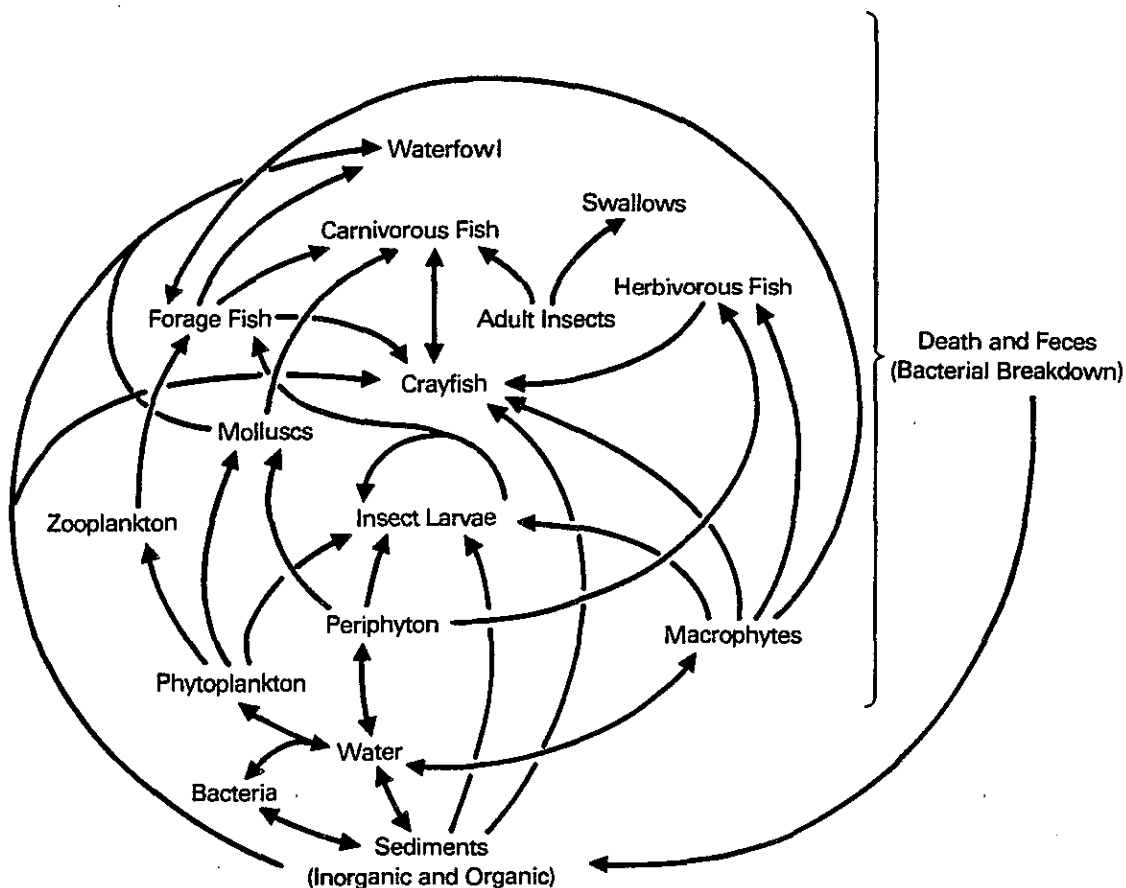 Waterfowl
Swallows
Carnivorous Fish
Herbivorous Fish
Forage Fish
Adult Insects
Death and Feces
(Bacterial Breakdown)
Crayfish
Molluscs
Zooplankton
Insect Larvae
Periphyton
Macrophytes
Phytoplankton
Water
Bacteria
Sediments
(Inorganic and Organic)